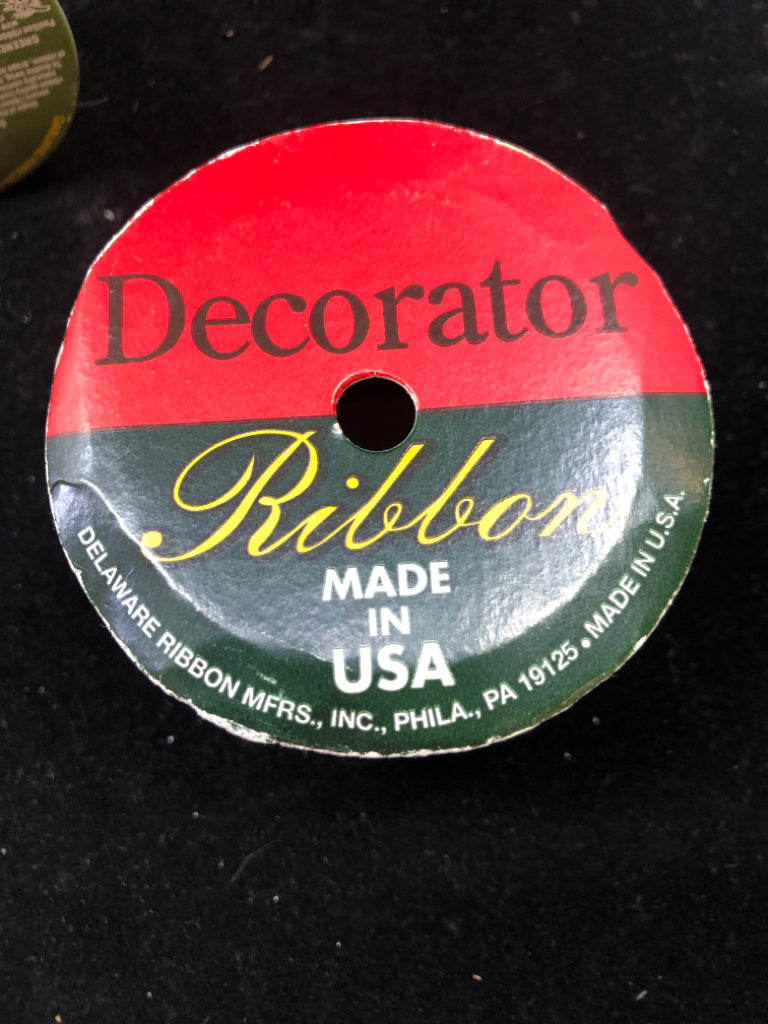 Decorator
Ribbon
MADE
IN
USA
DELAWARE RIBBON MFRS., INC., PHILA., PA 19125 • MADE IN U.S.A.